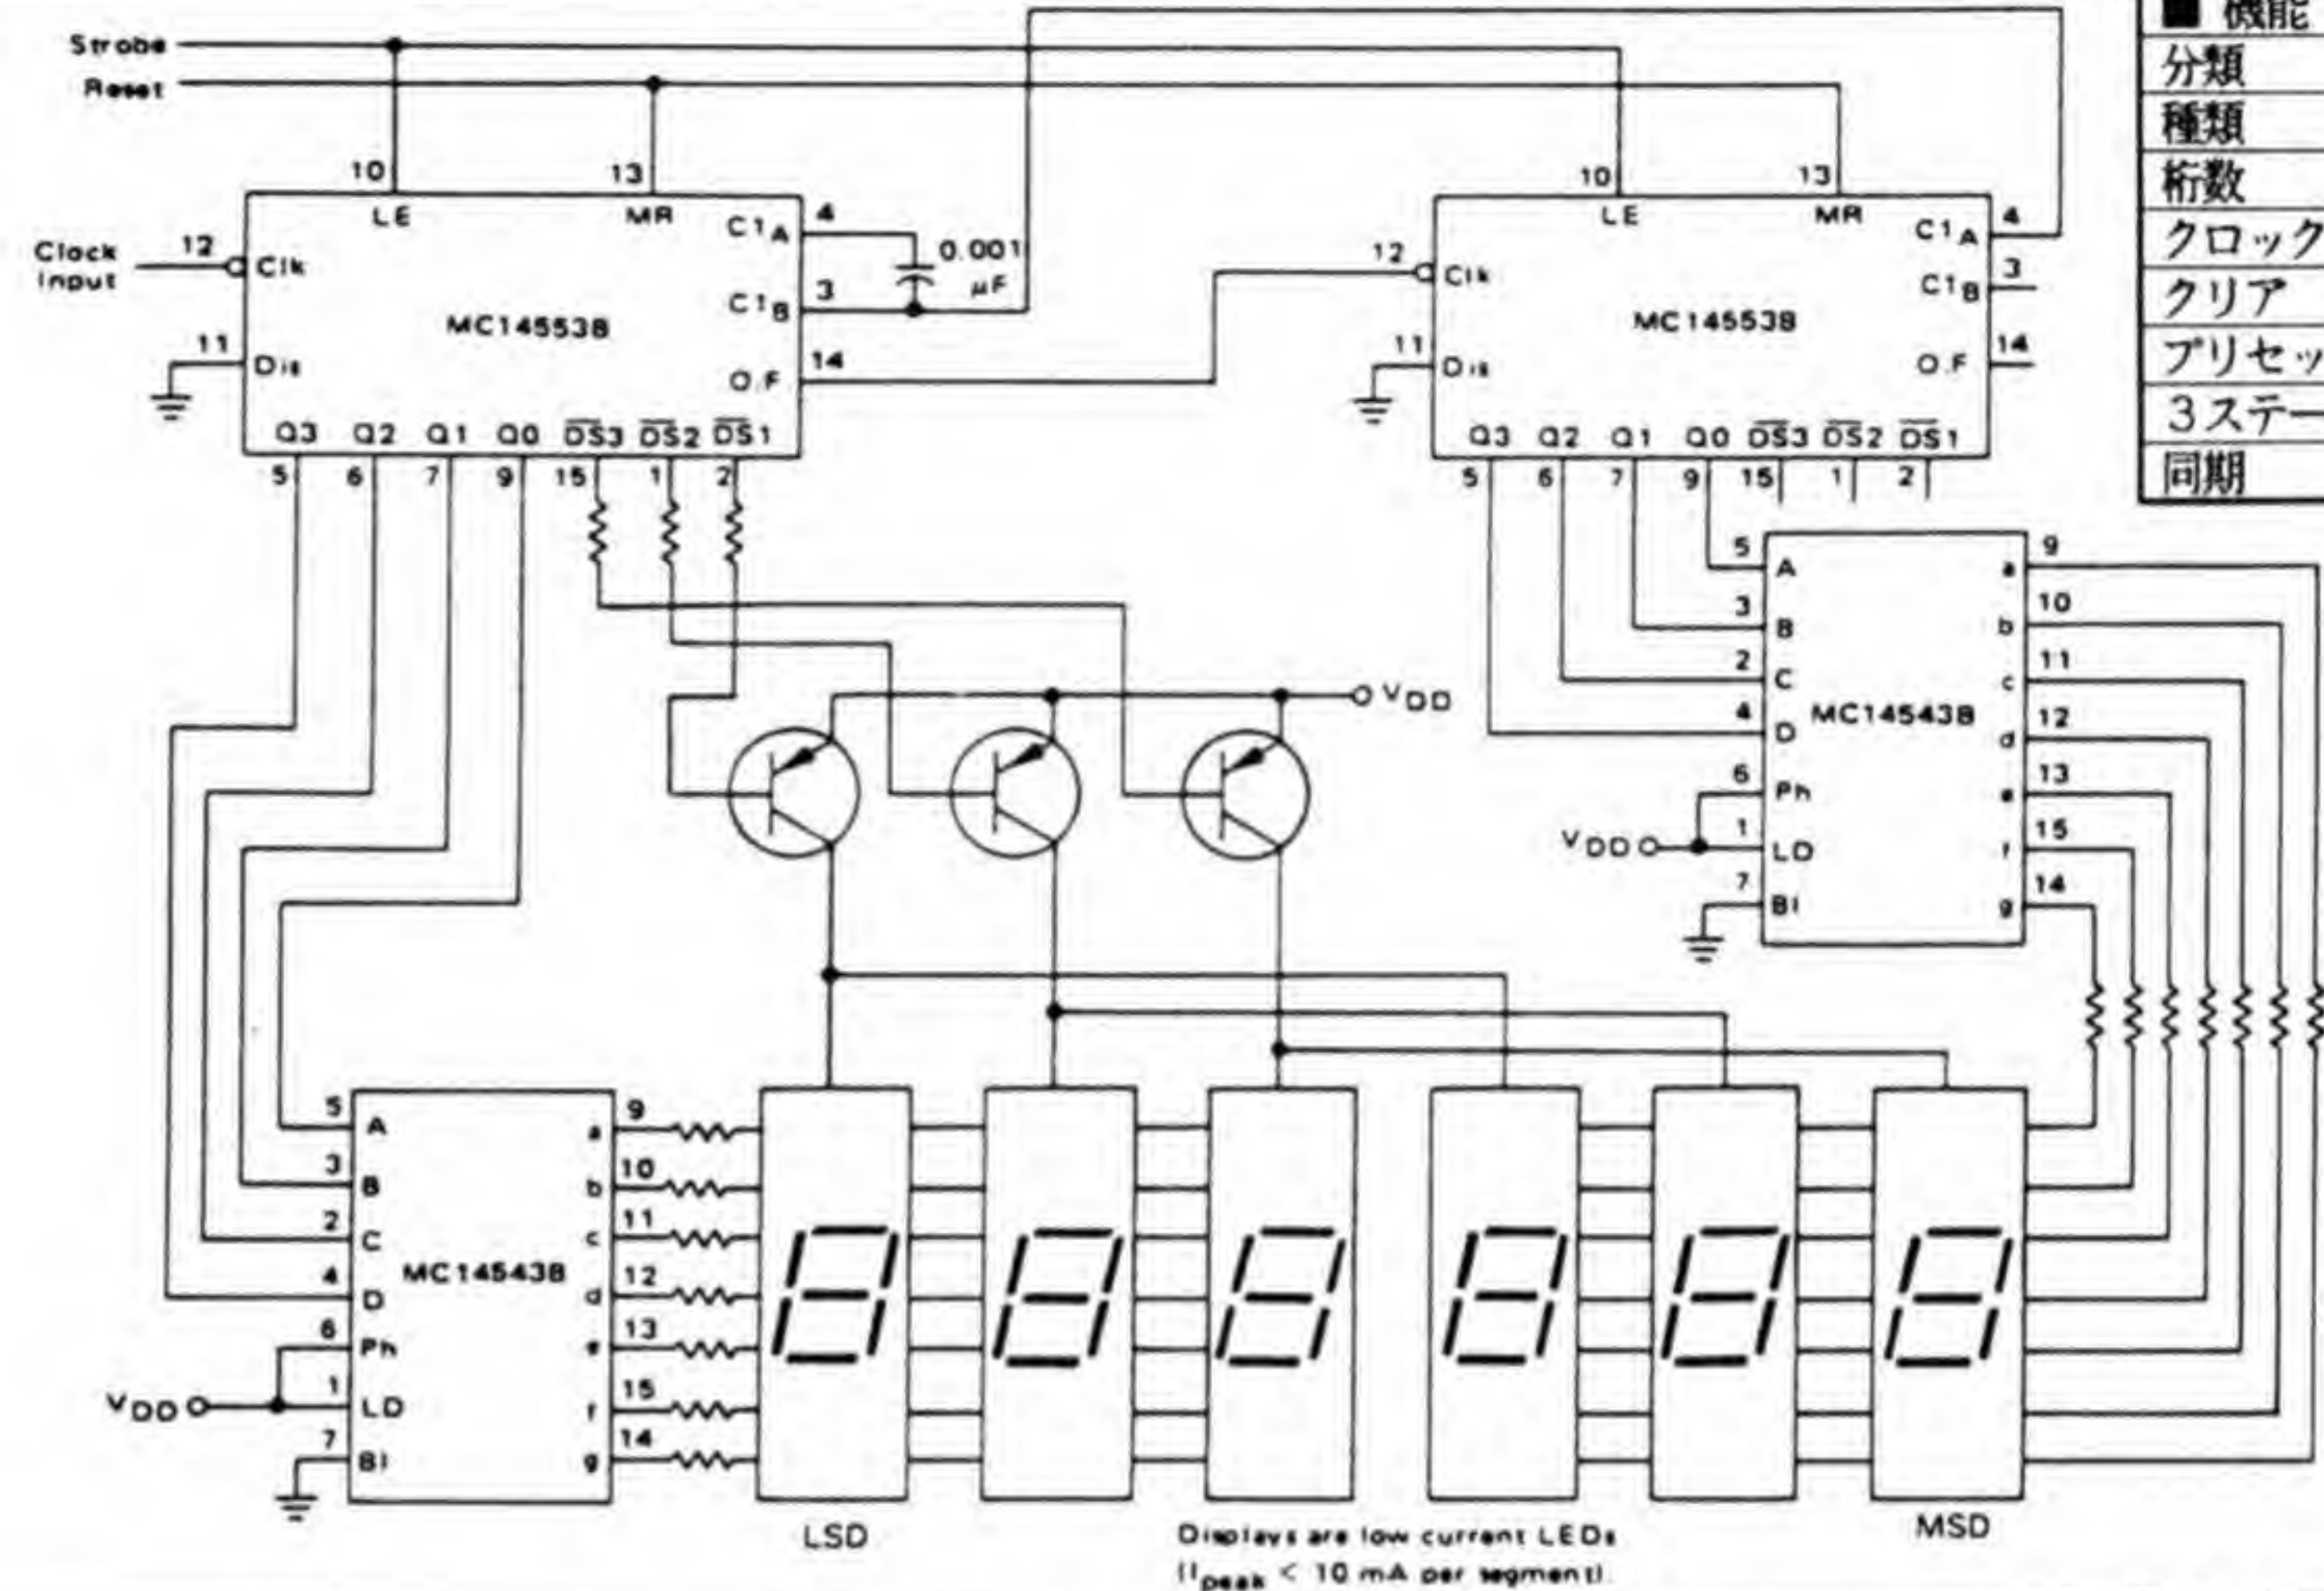 Strobe
Reset
Clock
Input
12
10
13
LE
MR
C1A
4
0.001
μF
Clk
C1B
3
MC14553B
11
Dis
O.F
14
Q3 Q2 Q1 Q0 DS3 DS2 DS1
5 6 7 9 15 1 2
10
13
LE
MR
C1A
4
12
Clk
C1B
3
MC14553B
11
Dis
O.F
14
Q3 Q2 Q1 Q0 DS3 DS2 DS1
5 6 7 9 15 1 2
■ 機能
分類
種類
桁数
クロック
クリア
プリセッ
3ステー
同期
VDD
5 A a 9
3 B b 10
2 C c 11
4 D MC14543B d 12
6 Ph e 13
VDD 1 LD f 15
7 BI g 14
5 A a 9
3 B b 10
2 C c 11
4 D MC14543B d 12
6 Ph e 13
VDD 1 LD f 15
7 BI g 14
LSD
MSD
Displays are low current LEDs
(Ipeak < 10 mA per segment).